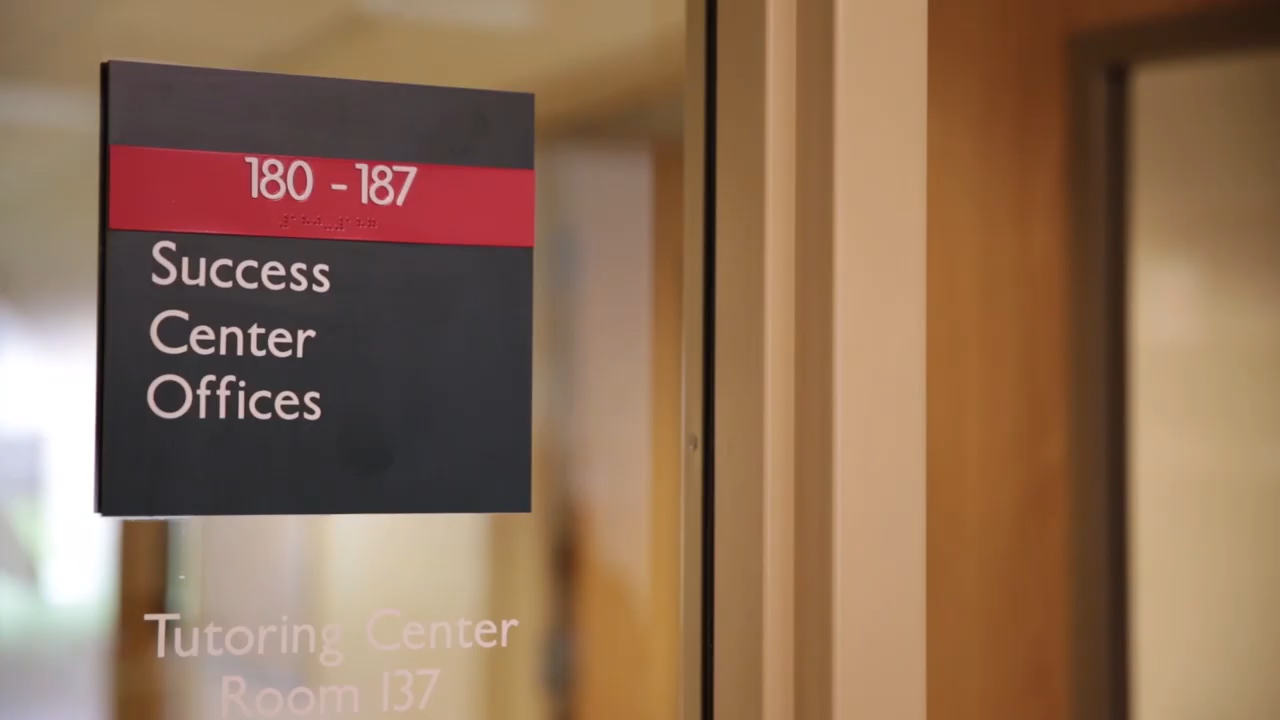 180 - 187
Success
Center
Offices
Tutoring Center
Room 137